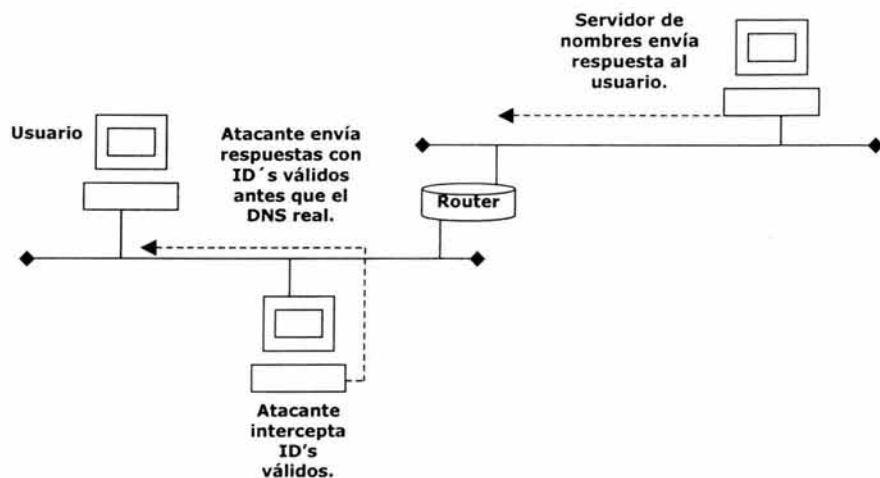 Servidor de
nombres envía
respuesta al
usuario.
Usuario
Atacante envía
respuestas con
ID´s válidos
antes que el
DNS real.
Router
Atacante
intercepta
ID's
válidos.